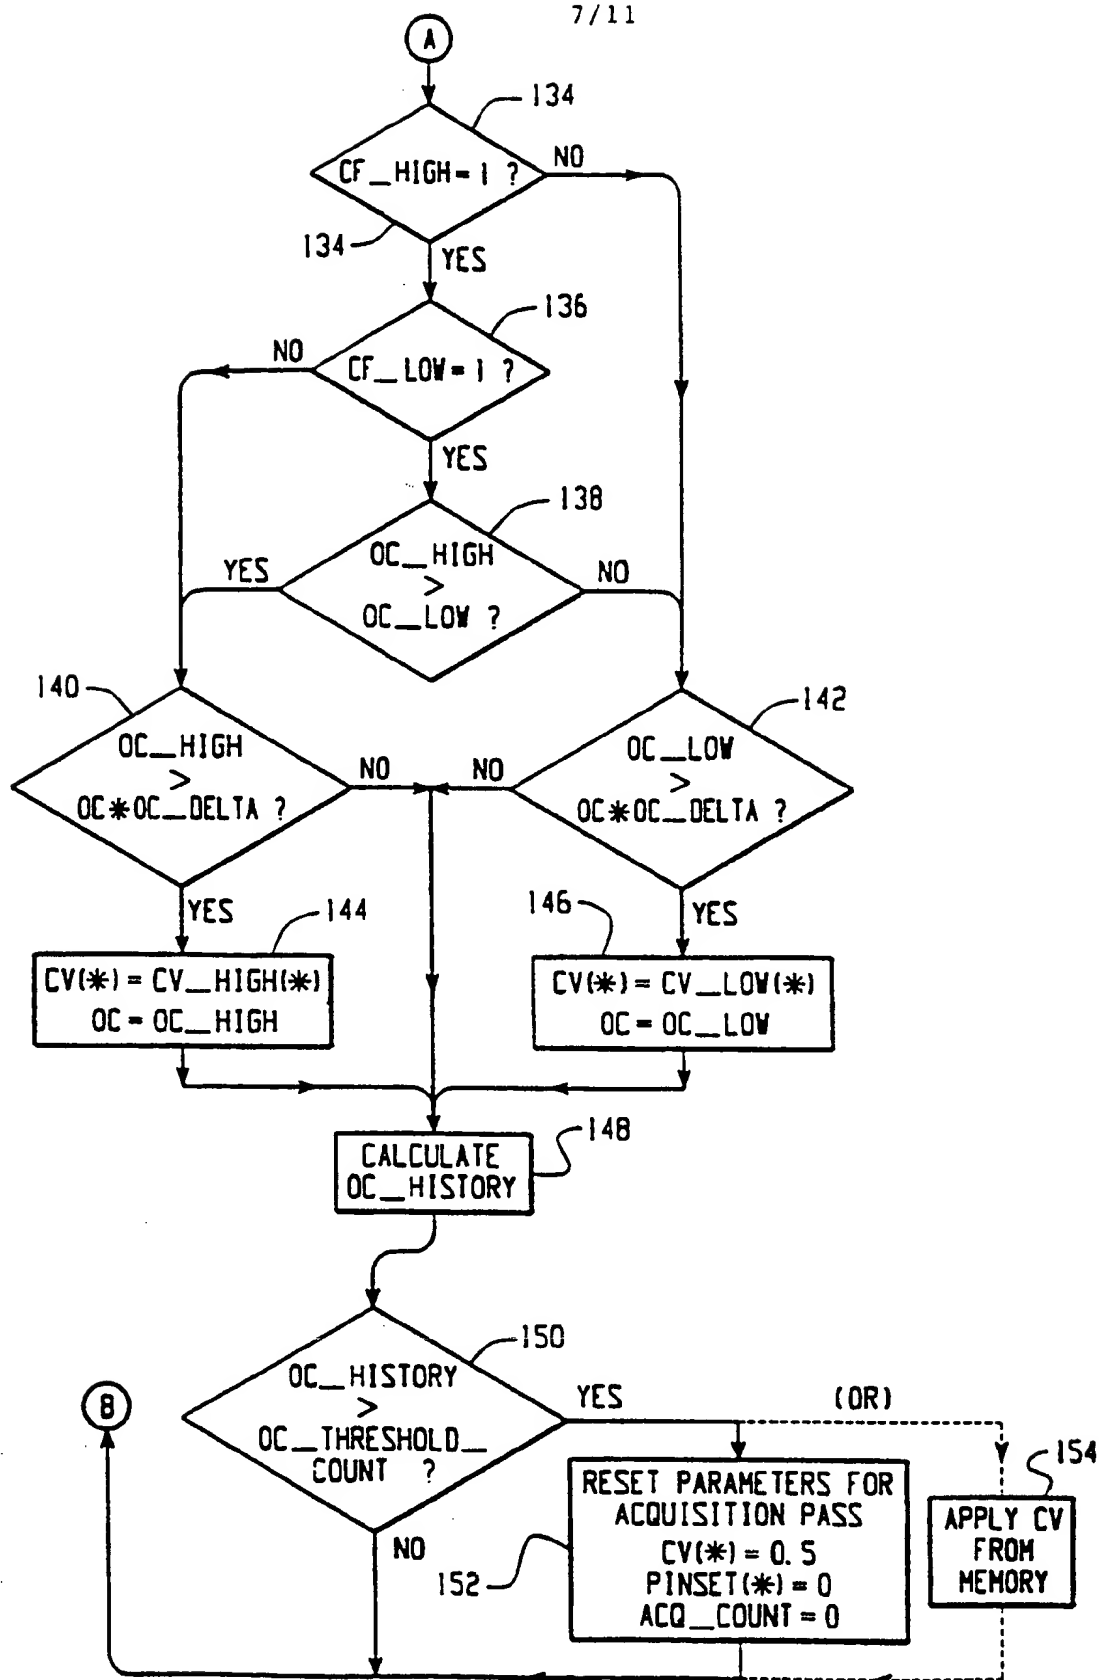 7/11
A
134
CF_HIGH=1 ?
NO
134
YES
136
NO
CF_LOW=1 ?
YES
138
OC_HIGH
>
OC_LOW ?
YES
NO
140
142
OC_HIGH
>
OC*OC_DELTA ?
NO
NO
OC_LOW
>
OC*OC_DELTA ?
YES
144
146
YES
CV(*)=CV_HIGH(*)
OC=OC_HIGH
CV(*)=CV_LOW(*)
OC=OC_LOW
148
CALCULATE
OC_HISTORY
150
OC_HISTORY
>
OC_THRESHOLD_
COUNT ?
B
YES
(OR)
154
RESET PARAMETERS FOR
ACQUISITION PASS
CV(*)=0.5
PINSET(*)=0
ACQ_COUNT=0
APPLY CV
FROM
MEMORY
NO
152